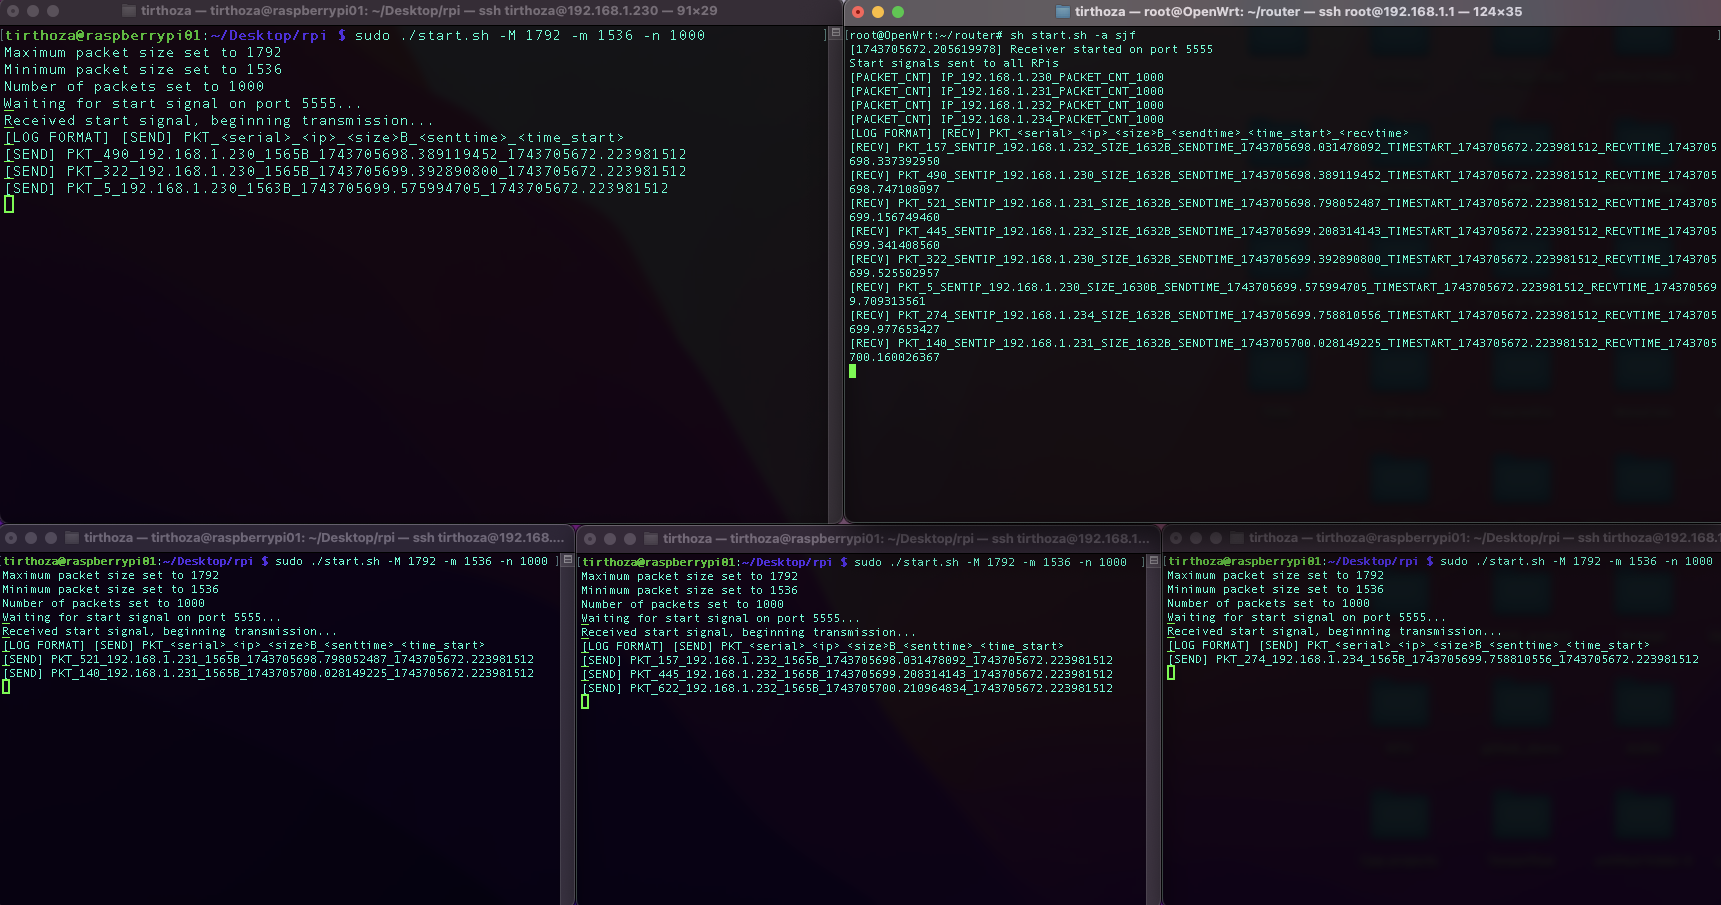 tirthoza — tirthoza@raspberrypi01: ~/Desktop/rpi — ssh tirthoza@192.168.1.230 — 91×29
[tirthoza@raspberrypi01:~/Desktop/rpi $ sudo ./start.sh -M 1792 -m 1536 -n 1000 ]
Maximum packet size set to 1792
Minimum packet size set to 1536
Number of packets set to 1000
Waiting for start signal on port 5555...
Received start signal, beginning transmission...
[LOG FORMAT] [SEND] PKT_<serial>_<ip>_<size>B_<senttime>_<time_start>
[SEND] PKT_490_192.168.1.230_1565B_1743705698.389119452_1743705672.223981512
[SEND] PKT_322_192.168.1.230_1565B_1743705699.392890800_1743705672.223981512
[SEND] PKT_5_192.168.1.230_1563B_1743705699.575994705_1743705672.223981512
tirthoza — root@OpenWrt: ~/router — ssh root@192.168.1.1 — 124×35
[root@OpenWrt:~/router# sh start.sh -a sjf ]
[1743705672.205619978] Receiver started on port 5555
Start signals sent to all RPis
[PACKET_CNT] IP_192.168.1.230_PACKET_CNT_1000
[PACKET_CNT] IP_192.168.1.231_PACKET_CNT_1000
[PACKET_CNT] IP_192.168.1.232_PACKET_CNT_1000
[PACKET_CNT] IP_192.168.1.234_PACKET_CNT_1000
[LOG FORMAT] [RECV] PKT_<serial>_<ip>_<size>B_<sendtime>_<time_start>_<recvtime>
[RECV] PKT_157_SENTIP_192.168.1.232_SIZE_1632B_SENDTIME_1743705698.031478092_TIMESTART_1743705672.223981512_RECVTIME_1743705
698.337392950
[RECV] PKT_490_SENTIP_192.168.1.230_SIZE_1632B_SENDTIME_1743705698.389119452_TIMESTART_1743705672.223981512_RECVTIME_1743705
698.747108097
[RECV] PKT_521_SENTIP_192.168.1.231_SIZE_1632B_SENDTIME_1743705698.798052487_TIMESTART_1743705672.223981512_RECVTIME_1743705
699.156749460
[RECV] PKT_445_SENTIP_192.168.1.232_SIZE_1632B_SENDTIME_1743705699.208314143_TIMESTART_1743705672.223981512_RECVTIME_1743705
699.341408560
[RECV] PKT_322_SENTIP_192.168.1.230_SIZE_1632B_SENDTIME_1743705699.392890800_TIMESTART_1743705672.223981512_RECVTIME_1743705
699.525502957
[RECV] PKT_5_SENTIP_192.168.1.230_SIZE_1630B_SENDTIME_1743705699.575994705_TIMESTART_1743705672.223981512_RECVTIME_174370569
9.709313561
[RECV] PKT_274_SENTIP_192.168.1.234_SIZE_1632B_SENDTIME_1743705699.758810556_TIMESTART_1743705672.223981512_RECVTIME_1743705
699.977653427
[RECV] PKT_140_SENTIP_192.168.1.231_SIZE_1632B_SENDTIME_1743705700.028149225_TIMESTART_1743705672.223981512_RECVTIME_1743705
700.160026367
tirthoza — tirthoza@raspberrypi01: ~/Desktop/rpi — ssh tirthoza@192.168....
[tirthoza@raspberrypi01:~/Desktop/rpi $ sudo ./start.sh -M 1792 -m 1536 -n 1000 ]
Maximum packet size set to 1792
Minimum packet size set to 1536
Number of packets set to 1000
Waiting for start signal on port 5555...
Received start signal, beginning transmission...
[LOG FORMAT] [SEND] PKT_<serial>_<ip>_<size>B_<senttime>_<time_start>
[SEND] PKT_521_192.168.1.231_1565B_1743705698.798052487_1743705672.223981512
[SEND] PKT_140_192.168.1.231_1565B_1743705700.028149225_1743705672.223981512
tirthoza — tirthoza@raspberrypi01: ~/Desktop/rpi — ssh tirthoza@192.168.1...
[tirthoza@raspberrypi01:~/Desktop/rpi $ sudo ./start.sh -M 1792 -m 1536 -n 1000 ]
Maximum packet size set to 1792
Minimum packet size set to 1536
Number of packets set to 1000
Waiting for start signal on port 5555...
Received start signal, beginning transmission...
[LOG FORMAT] [SEND] PKT_<serial>_<ip>_<size>B_<senttime>_<time_start>
[SEND] PKT_157_192.168.1.232_1565B_1743705698.031478092_1743705672.223981512
[SEND] PKT_445_192.168.1.232_1565B_1743705699.208314143_1743705672.223981512
[SEND] PKT_622_192.168.1.232_1565B_1743705700.210964834_1743705672.223981512
tirthoza — tirthoza@raspberrypi01: ~/Desktop/rpi — ssh tirthoza@192.168.1
[tirthoza@raspberrypi01:~/Desktop/rpi $ sudo ./start.sh -M 1792 -m 1536 -n 1000
Maximum packet size set to 1792
Minimum packet size set to 1536
Number of packets set to 1000
Waiting for start signal on port 5555...
Received start signal, beginning transmission...
[LOG FORMAT] [SEND] PKT_<serial>_<ip>_<size>B_<senttime>_<time_start>
[SEND] PKT_274_192.168.1.234_1565B_1743705699.758810556_1743705672.223981512